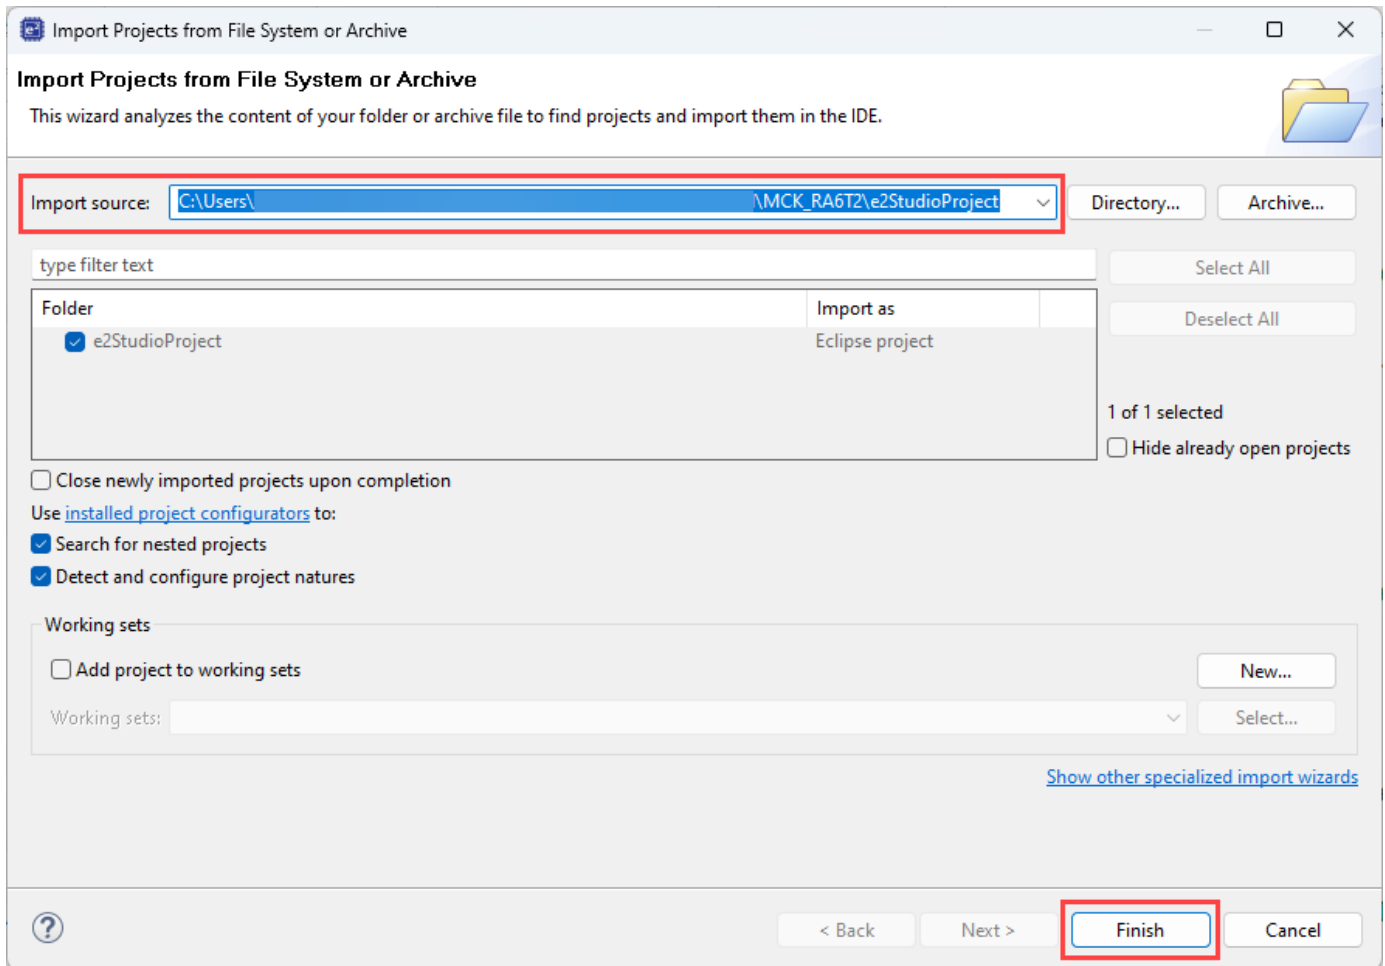 e² Import Projects from File System or Archive
Import Projects from File System or Archive
This wizard analyzes the content of your folder or archive file to find projects and import them in the IDE.
Import source: C:\Users\ \MCK_RA6T2\e2StudioProject Directory... Archive...
type filter text Select All
Folder Import as
Deselect All
e2StudioProject Eclipse project
1 of 1 selected
Hide already open projects
Close newly imported projects upon completion
Use installed project configurators to:
Search for nested projects
Detect and configure project natures
Working sets
Add project to working sets New...
Working sets: Select...
Show other specialized import wizards
? < Back Next > Finish Cancel